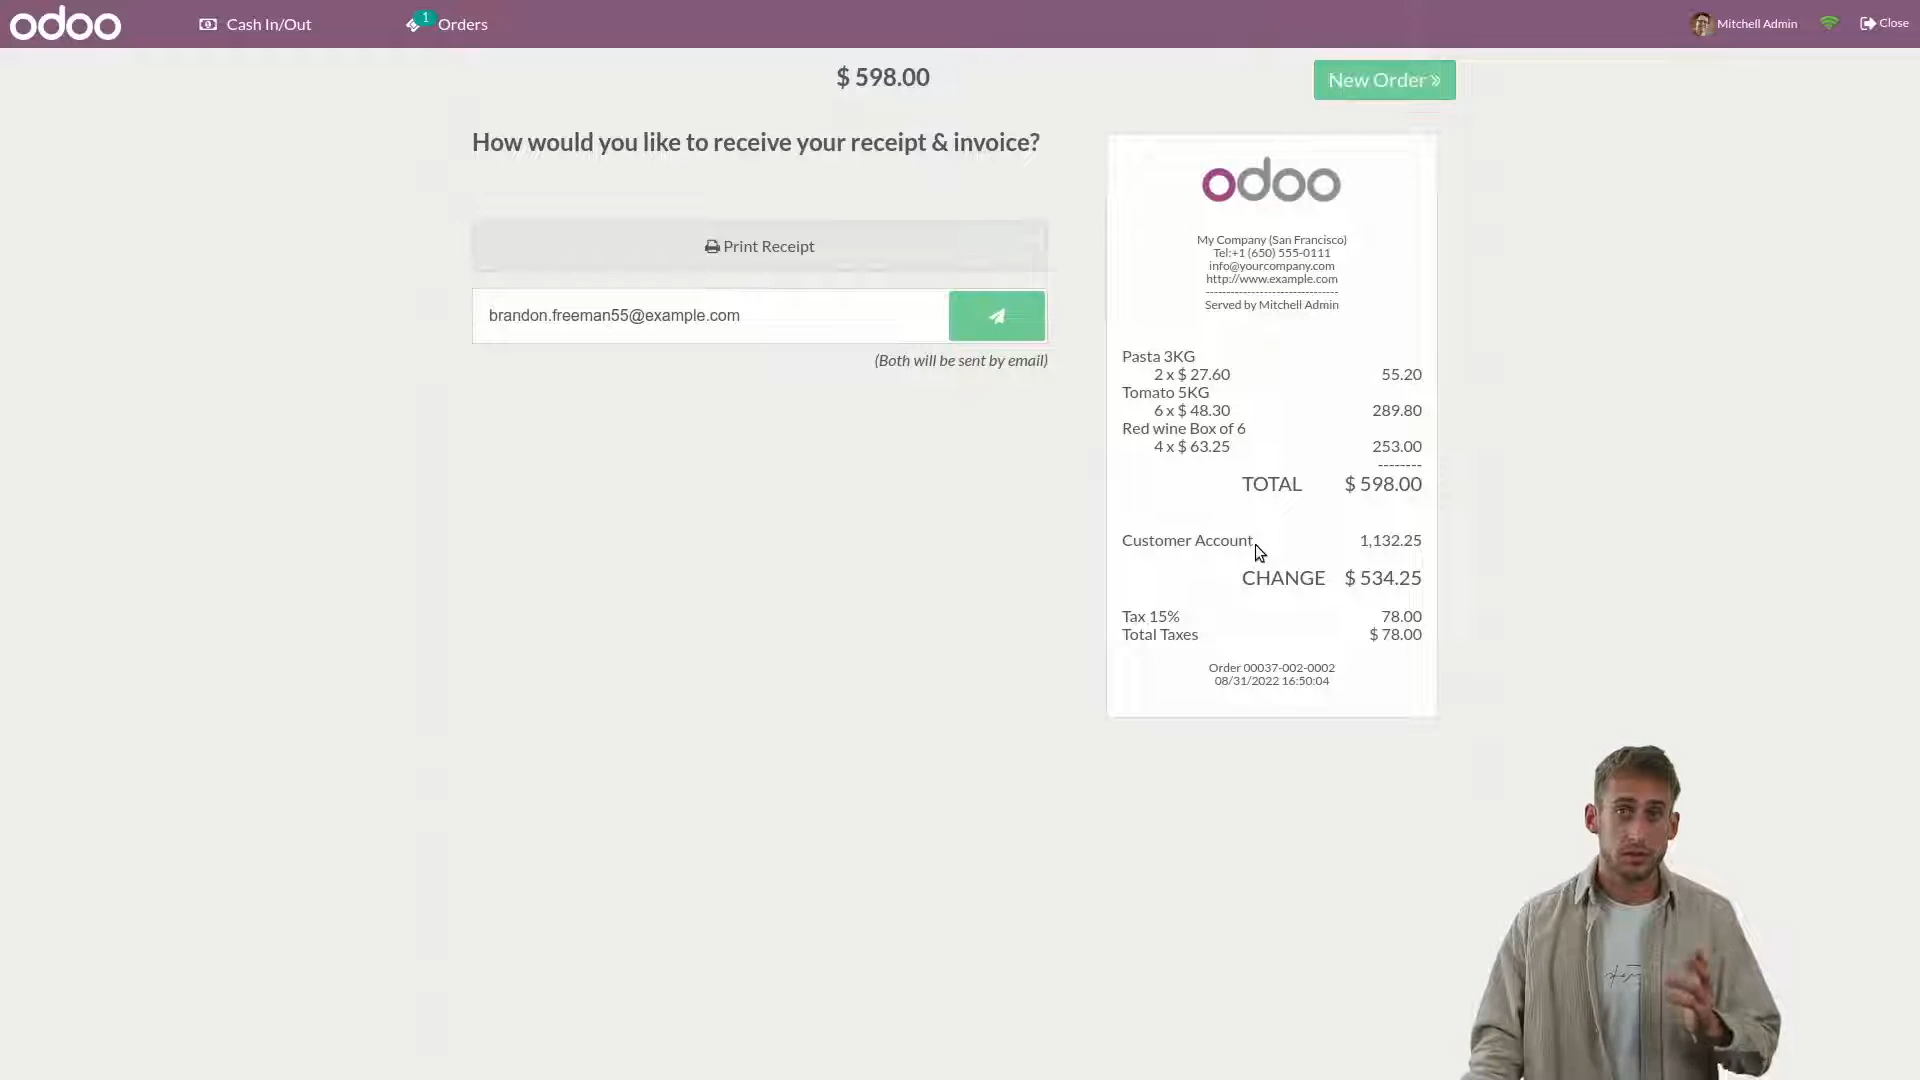 odoo
Cash In/Out
1
Orders
Mitchell Admin
Close
$ 598.00
New Order
How would you like to receive your receipt & invoice?
Print Receipt
brandon.freeman55@example.com
(Both will be sent by email)
odoo
My Company (San Francisco)
Tel:+1 (650) 555-0111
info@yourcompany.com
http://www.example.com
--------------------------------
Served by Mitchell Admin
Pasta 3KG
2 x $ 27.60 55.20
Tomato 5KG
6 x $ 48.30 289.80
Red wine Box of 6
4 x $ 63.25 253.00
--------
TOTAL $ 598.00
Customer Account 1,132.25
CHANGE $ 534.25
Tax 15% 78.00
Total Taxes $ 78.00
Order 00037-002-0002
08/31/2022 16:50:04